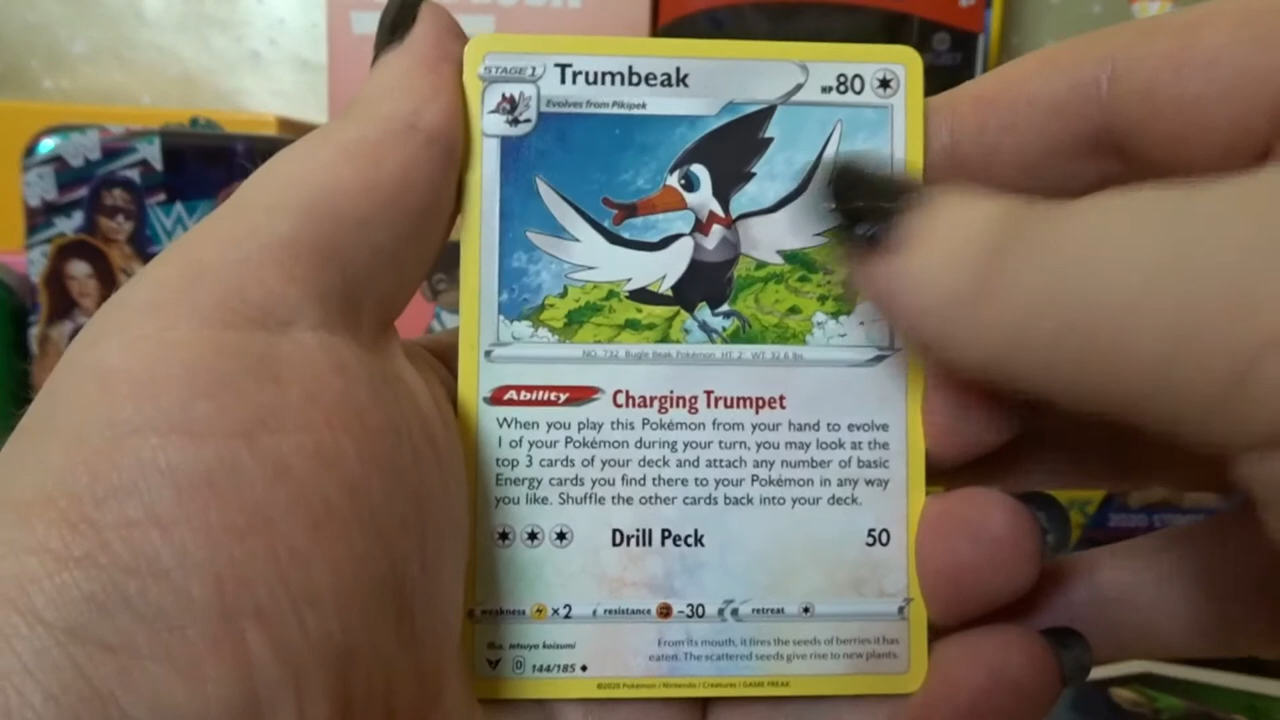 STAGE 1
Trumbeak
HP 80
Evolves from Pikipek
NO. 732 Bugle Beak Pokémon HT: 2' WT: 32.6 lbs.
Ability Charging Trumpet
When you play this Pokémon from your hand to evolve
1 of your Pokémon during your turn, you may look at the
top 3 cards of your deck and attach any number of basic
Energy cards you find there to your Pokémon in any way
you like. Shuffle the other cards back into your deck.
Drill Peck 50
weakness ×2 resistance -30 retreat
Illus. tetsuya koizumi
From its mouth, it fires the seeds of berries it has
eaten. The scattered seeds give rise to new plants.
D 144/185
©2020 Pokémon / Nintendo / Creatures / GAME FREAK